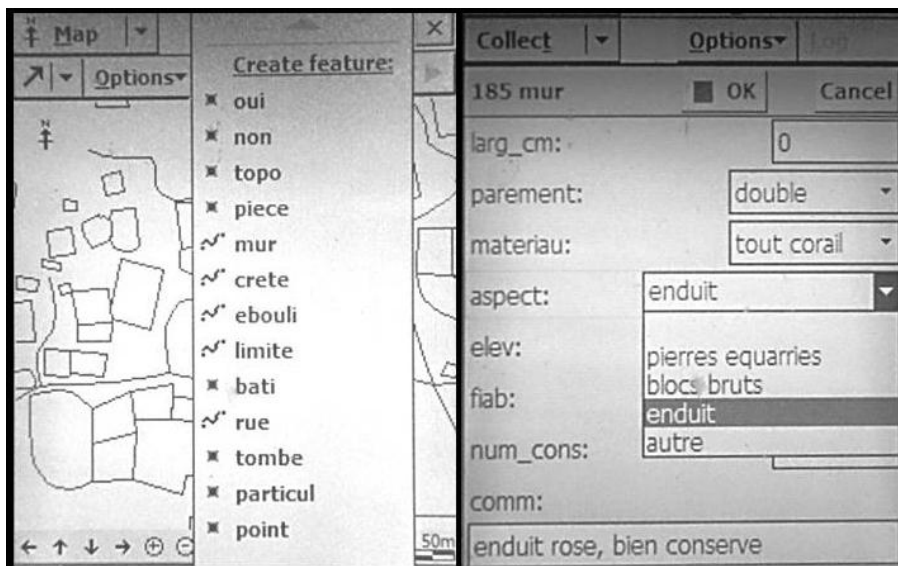 Map
Options
N
Create feature:
oui
non
topo
piece
mur
crete
ebouli
limite
bati
rue
tombe
particul
point
50m
Collect Options Log
185 mur OK Cancel
larg_cm: 0
parement: double
materiau: tout corail
aspect: enduit
pierres equarries
blocs bruts
enduit
autre
elev:
fiab:
num_cons:
comm:
enduit rose, bien conserve